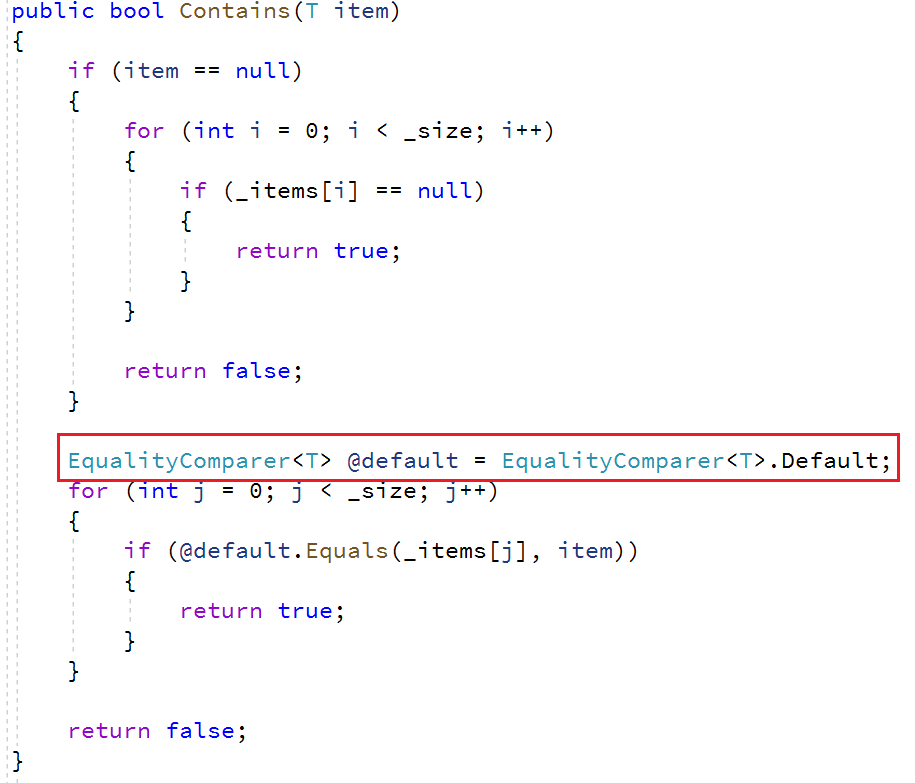 public bool Contains(T item)
{
    if (item == null)
    {
        for (int i = 0; i < _size; i++)
        {
            if (_items[i] == null)
            {
                return true;
            }
        }

        return false;
    }

    EqualityComparer<T> @default = EqualityComparer<T>.Default;
    for (int j = 0; j < _size; j++)
    {
        if (@default.Equals(_items[j], item))
        {
            return true;
        }
    }

    return false;
}